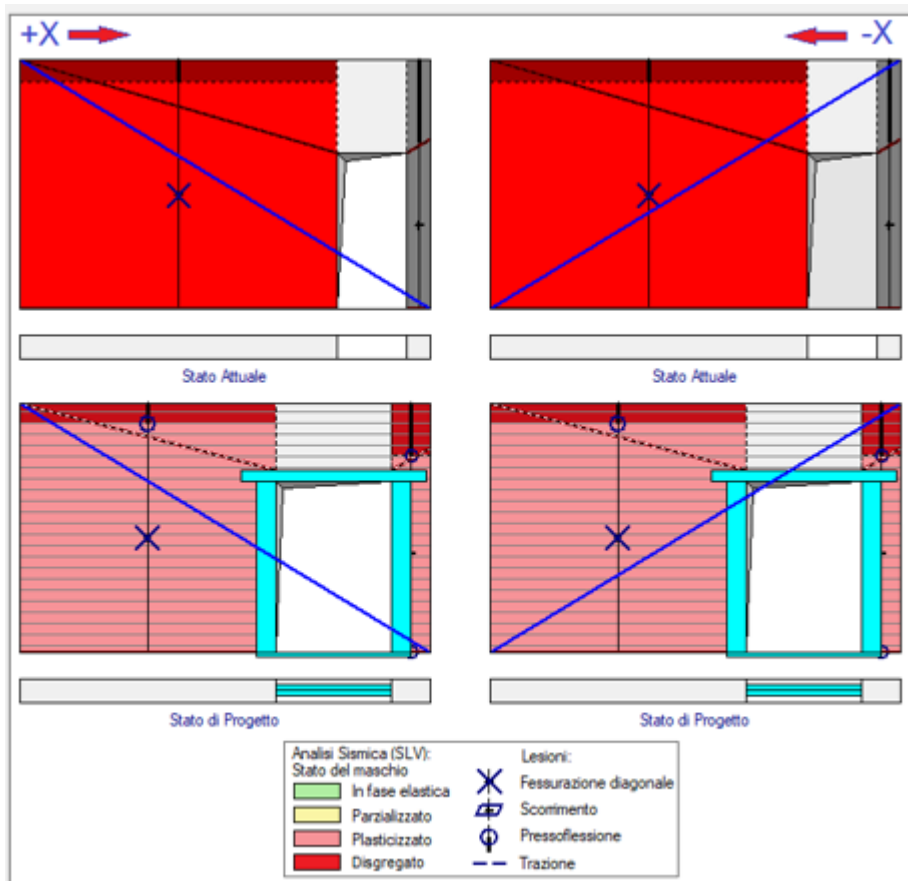 +X -X
Stato Attuale Stato Attuale
Stato di Progetto Stato di Progetto
Analisi Sismica (SLV): Lesioni:
Stato del maschio
In fase elastica Fessurazione diagonale
Parzializzato Scorrimento
Plasticizzato Pressoflessione
Disgregato Trazione